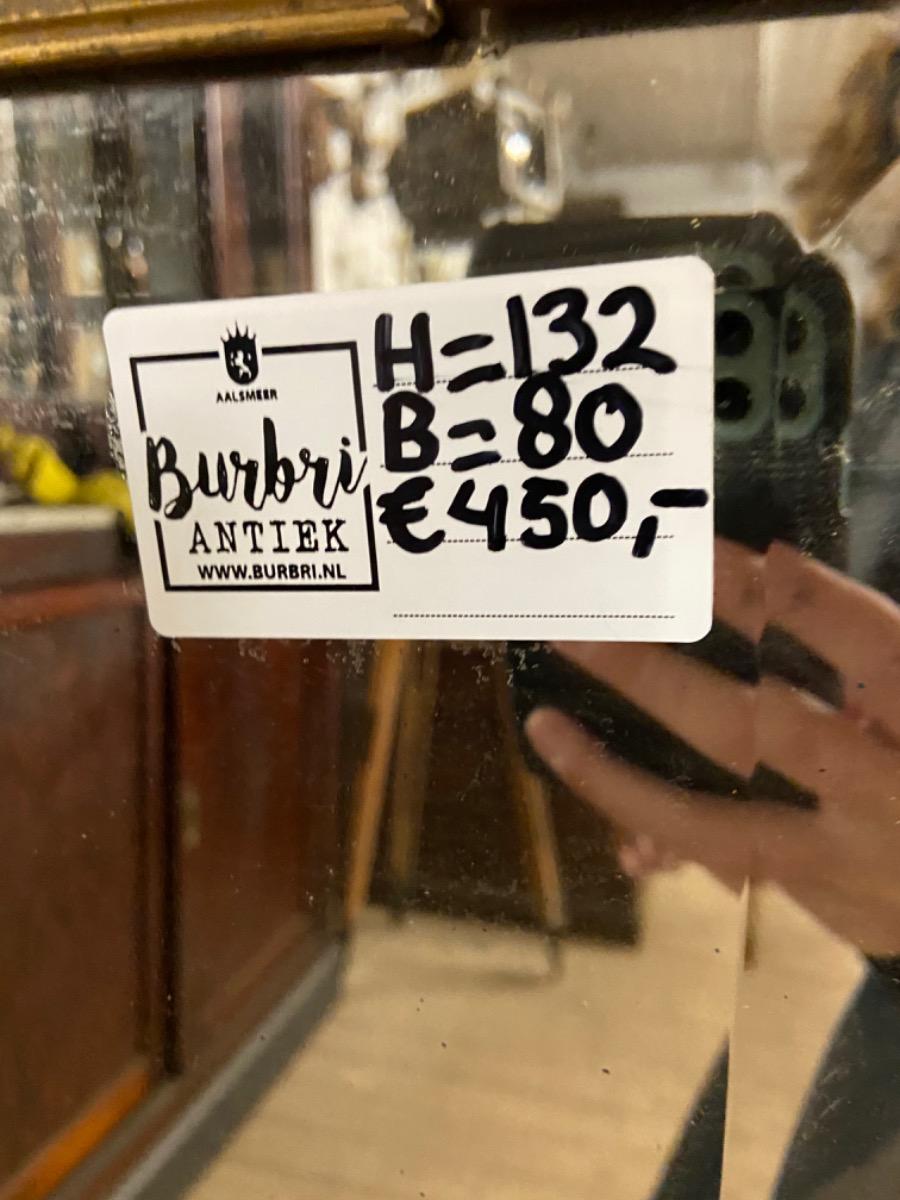 AALSMEER
Burbri
ANTIEK
WWW.BURBRI.NL
H=132
B=80
€450,-